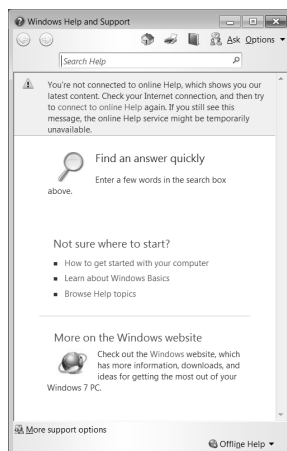 Windows Help and Support
Ask Options
Search Help
You're not connected to online Help, which shows you our
latest content. Check your Internet connection, and then try
to connect to online Help again. If you still see this
message, the online Help service might be temporarily
unavailable.
Find an answer quickly
Enter a few words in the search box
above.
Not sure where to start?
How to get started with your computer
Learn about Windows Basics
Browse Help topics
More on the Windows website
Check out the Windows website, which
has more information, downloads, and
ideas for getting the most out of your
Windows 7 PC.
More support options
Offline Help